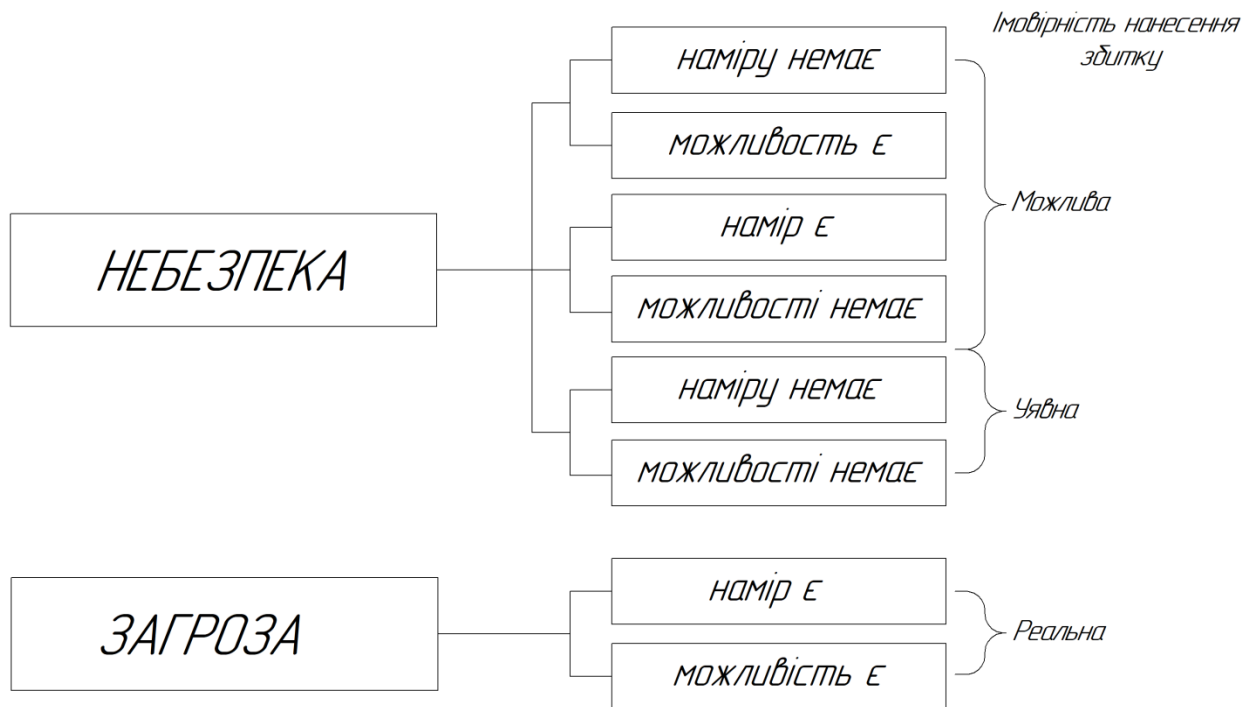 Імовірність нанесення
збитку
наміру немає
можливость є
Можлива
намір є
НЕБЕЗПЕКА
можливості немає
наміру немає
Уявна
можливості немає
намір є
ЗАГРОЗА
Реальна
можливість є